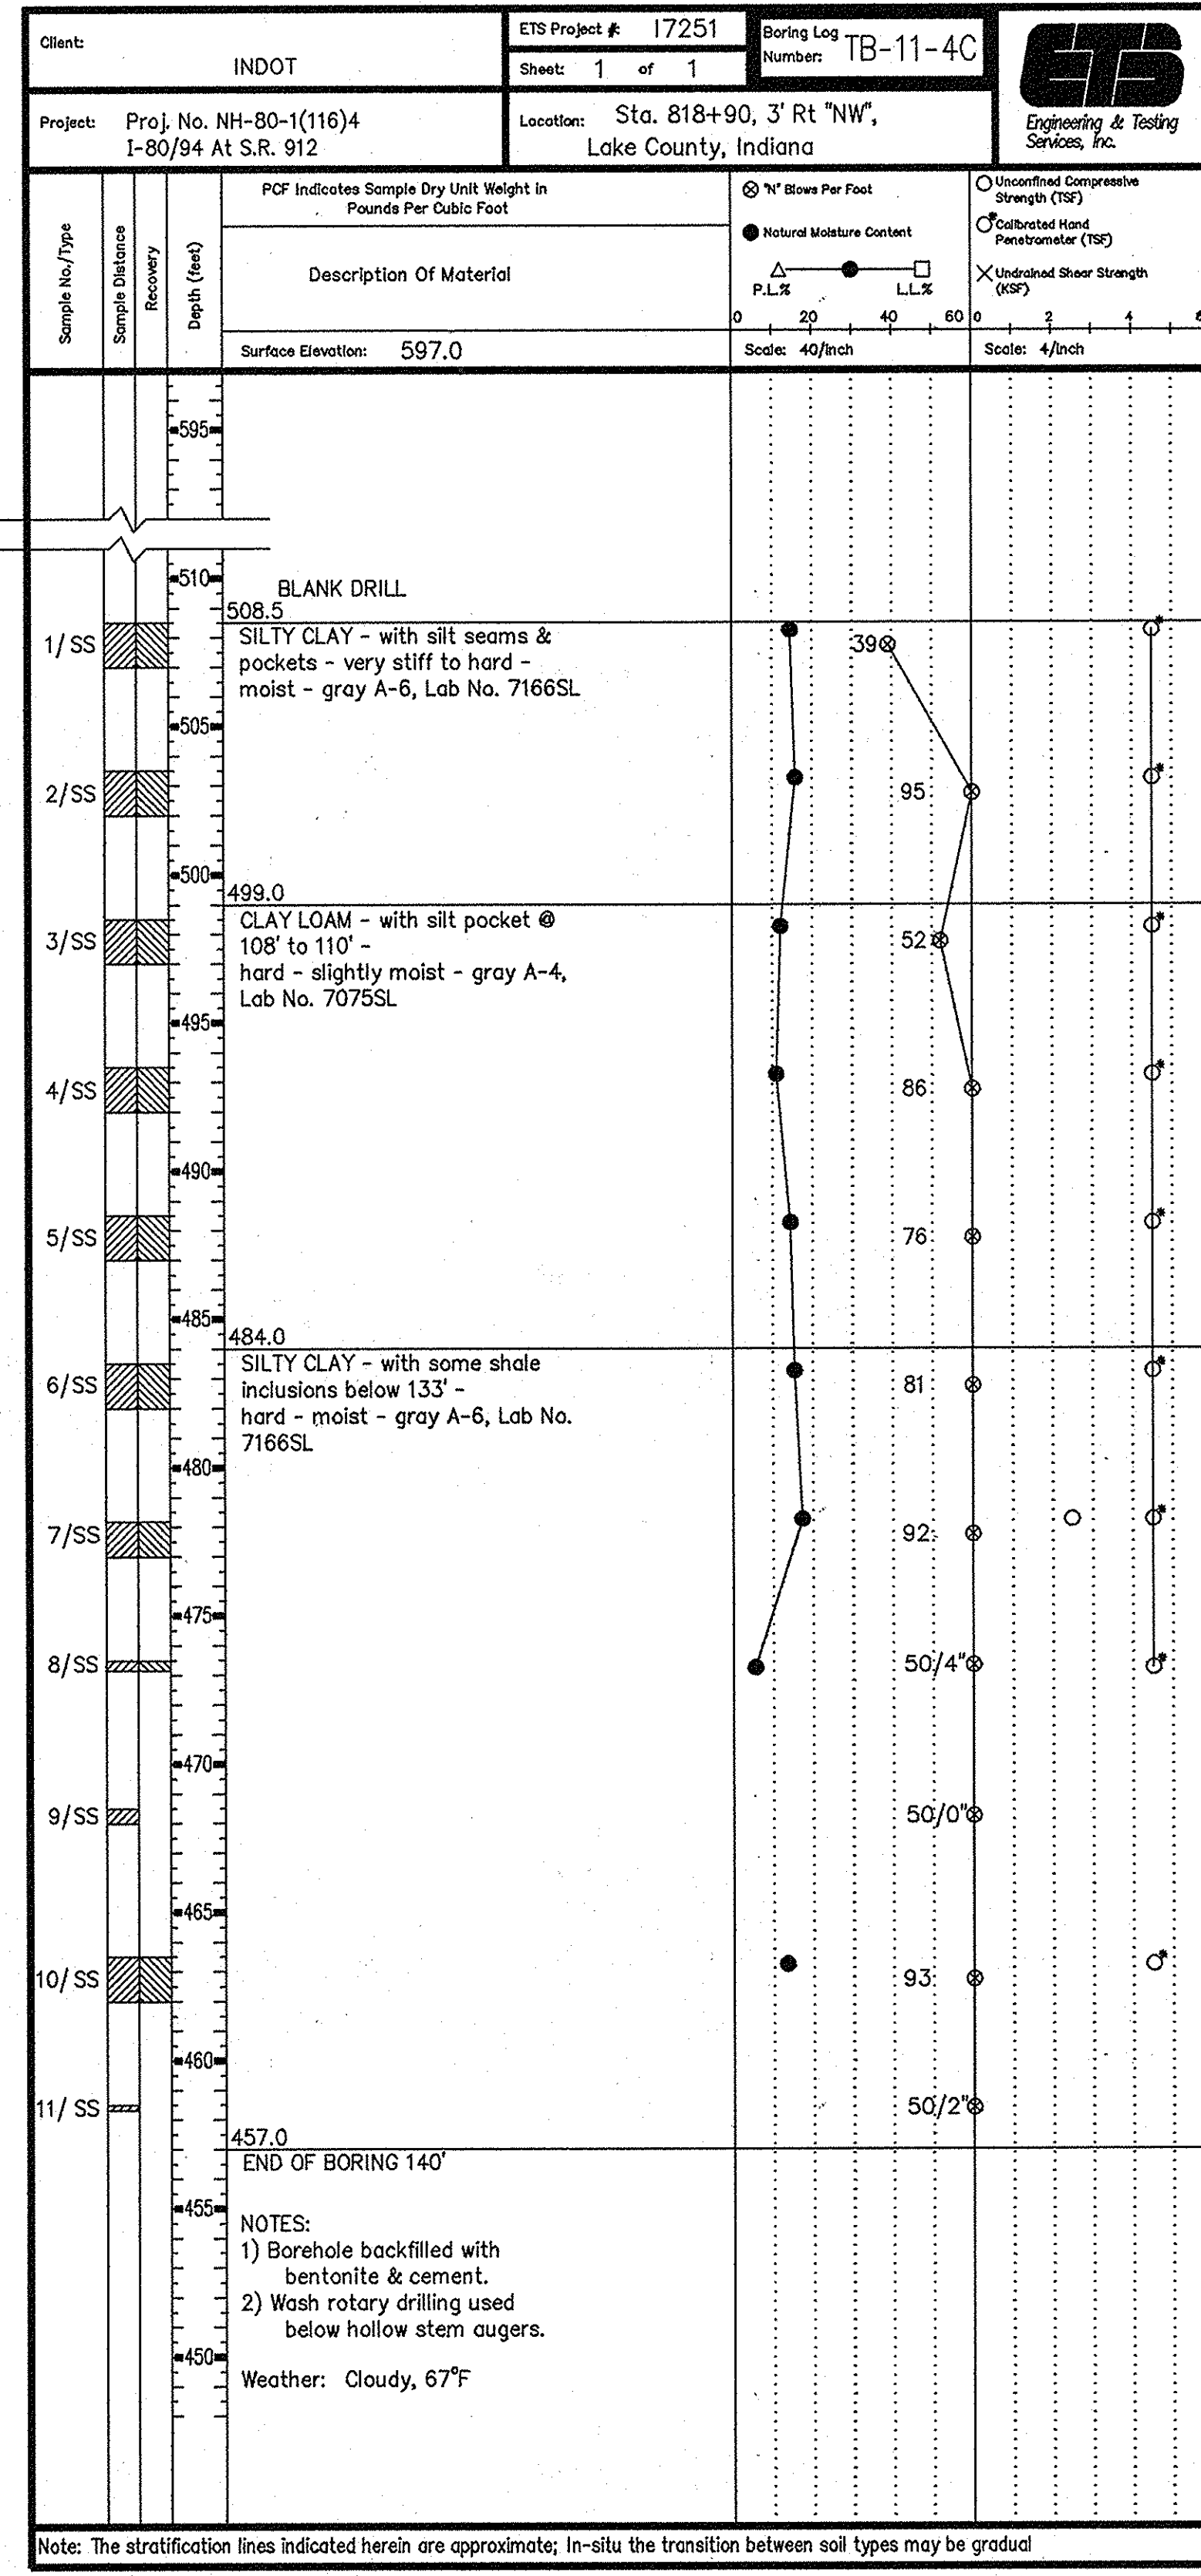 Client:
INDOT
ETS Project #: 17251
Sheet: 1 of 1
Boring Log
Number: TB-11-4C
ETS
Engineering & Testing
Services, Inc.
Project: Proj. No. NH-80-1(116)4
I-80/94 At S.R. 912
Location: Sta. 818+90, 3' Rt "NW",
Lake County, Indiana
Sample No./Type
Sample Distance
Recovery
Depth (feet)
PCF Indicates Sample Dry Unit Weight in
Pounds Per Cubic Foot
Description Of Material
Surface Elevation: 597.0
"N" Blows Per Foot
Natural Moisture Content
P.L.% L.L.%
0 20 40 60
Scale: 40/inch
Unconfined Compressive
Strength (TSF)
* Calibrated Hand
Penetrometer (TSF)
Undrained Shear Strength
(KSF)
0 2 4 6
Scale: 4/inch
595
510
BLANK DRILL
508.5
1/SS
SILTY CLAY - with silt seams &
pockets - very stiff to hard -
moist - gray A-6, Lab No. 7166SL
39
*
505
2/SS
95
*
500
499.0
3/SS
CLAY LOAM - with silt pocket @
108' to 110' -
hard - slightly moist - gray A-4,
Lab No. 7075SL
52
*
495
4/SS
86
*
490
5/SS
76
*
485
484.0
6/SS
SILTY CLAY - with some shale
inclusions below 133' -
hard - moist - gray A-6, Lab No.
7166SL
81
*
480
7/SS
92
*
475
8/SS
50/4"
*
470
9/SS
50/0"
465
10/SS
93
*
460
11/SS
50/2"
457.0
END OF BORING 140'
455
NOTES:
1) Borehole backfilled with
bentonite & cement.
2) Wash rotary drilling used
below hollow stem augers.
450
Weather: Cloudy, 67°F
Note: The stratification lines indicated herein are approximate; In-situ the transition between soil types may be gradual